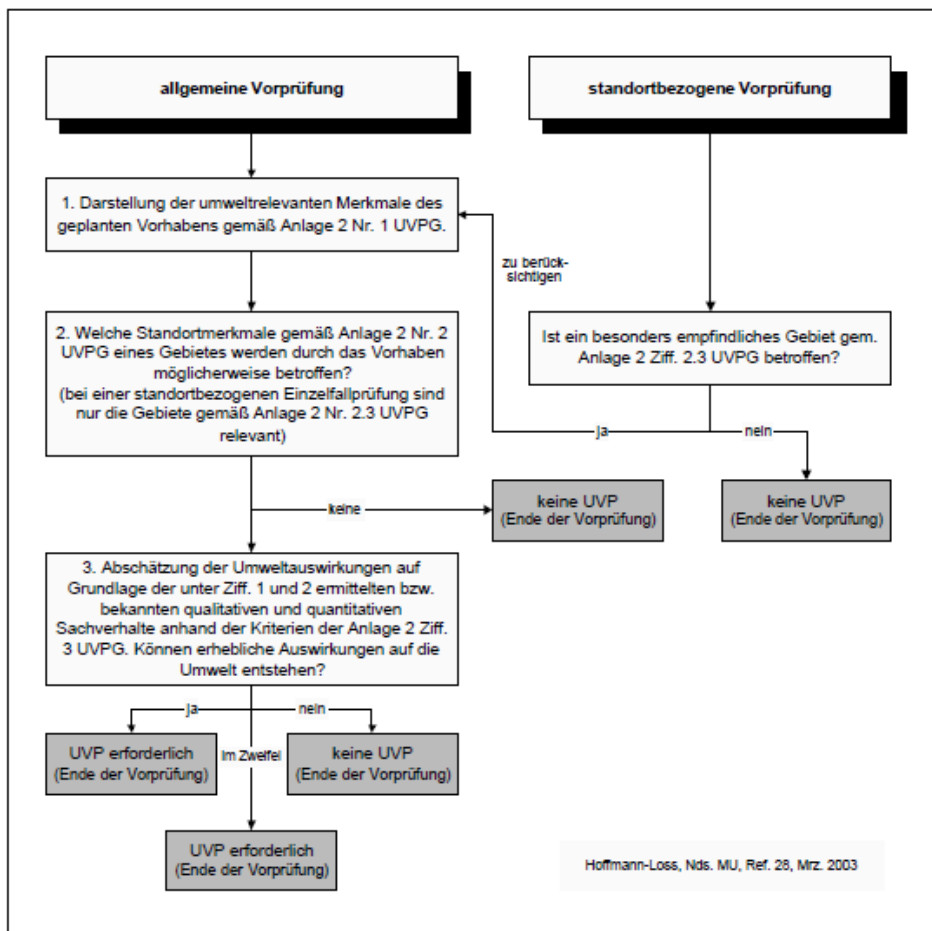 allgemeine Vorprüfung
standortbezogene Vorprüfung
1. Darstellung der umweltrelevanten Merkmale des
geplanten Vorhabens gemäß Anlage 2 Nr. 1 UVPG.
zu berück-
sichtigen
2. Welche Standortmerkmale gemäß Anlage 2 Nr. 2
UVPG eines Gebietes werden durch das Vorhaben
möglicherweise betroffen?
(bei einer standortbezogenen Einzelfallprüfung sind
nur die Gebiete gemäß Anlage 2 Nr. 2.3 UVPG
relevant)
Ist ein besonders empfindliches Gebiet gem.
Anlage 2 Ziff. 2.3 UVPG betroffen?
ja
nein
keine
keine UVP
(Ende der Vorprüfung)
keine UVP
(Ende der Vorprüfung)
3. Abschätzung der Umweltauswirkungen auf
Grundlage der unter Ziff. 1 und 2 ermittelten bzw.
bekannten qualitativen und quantitativen
Sachverhalte anhand der Kriterien der Anlage 2 Ziff.
3 UVPG. Können erhebliche Auswirkungen auf die
Umwelt entstehen?
ja
nein
UVP erforderlich
(Ende der Vorprüfung)
im Zweifel
keine UVP
(Ende der Vorprüfung)
UVP erforderlich
(Ende der Vorprüfung)
Hoffmann-Loss, Nds. MU, Ref. 28, Mrz. 2003